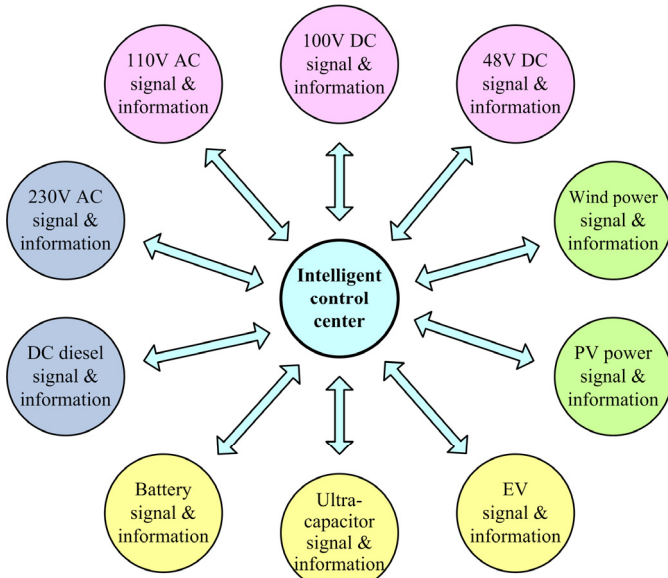 110V AC
signal &
information
100V DC
signal &
information
48V DC
signal &
information
230V AC
signal &
information
Wind power
signal &
information
Intelligent
control
center
DC diesel
signal &
information
PV power
signal &
information
Battery
signal &
information
Ultra-
capacitor
signal &
information
EV
signal &
information